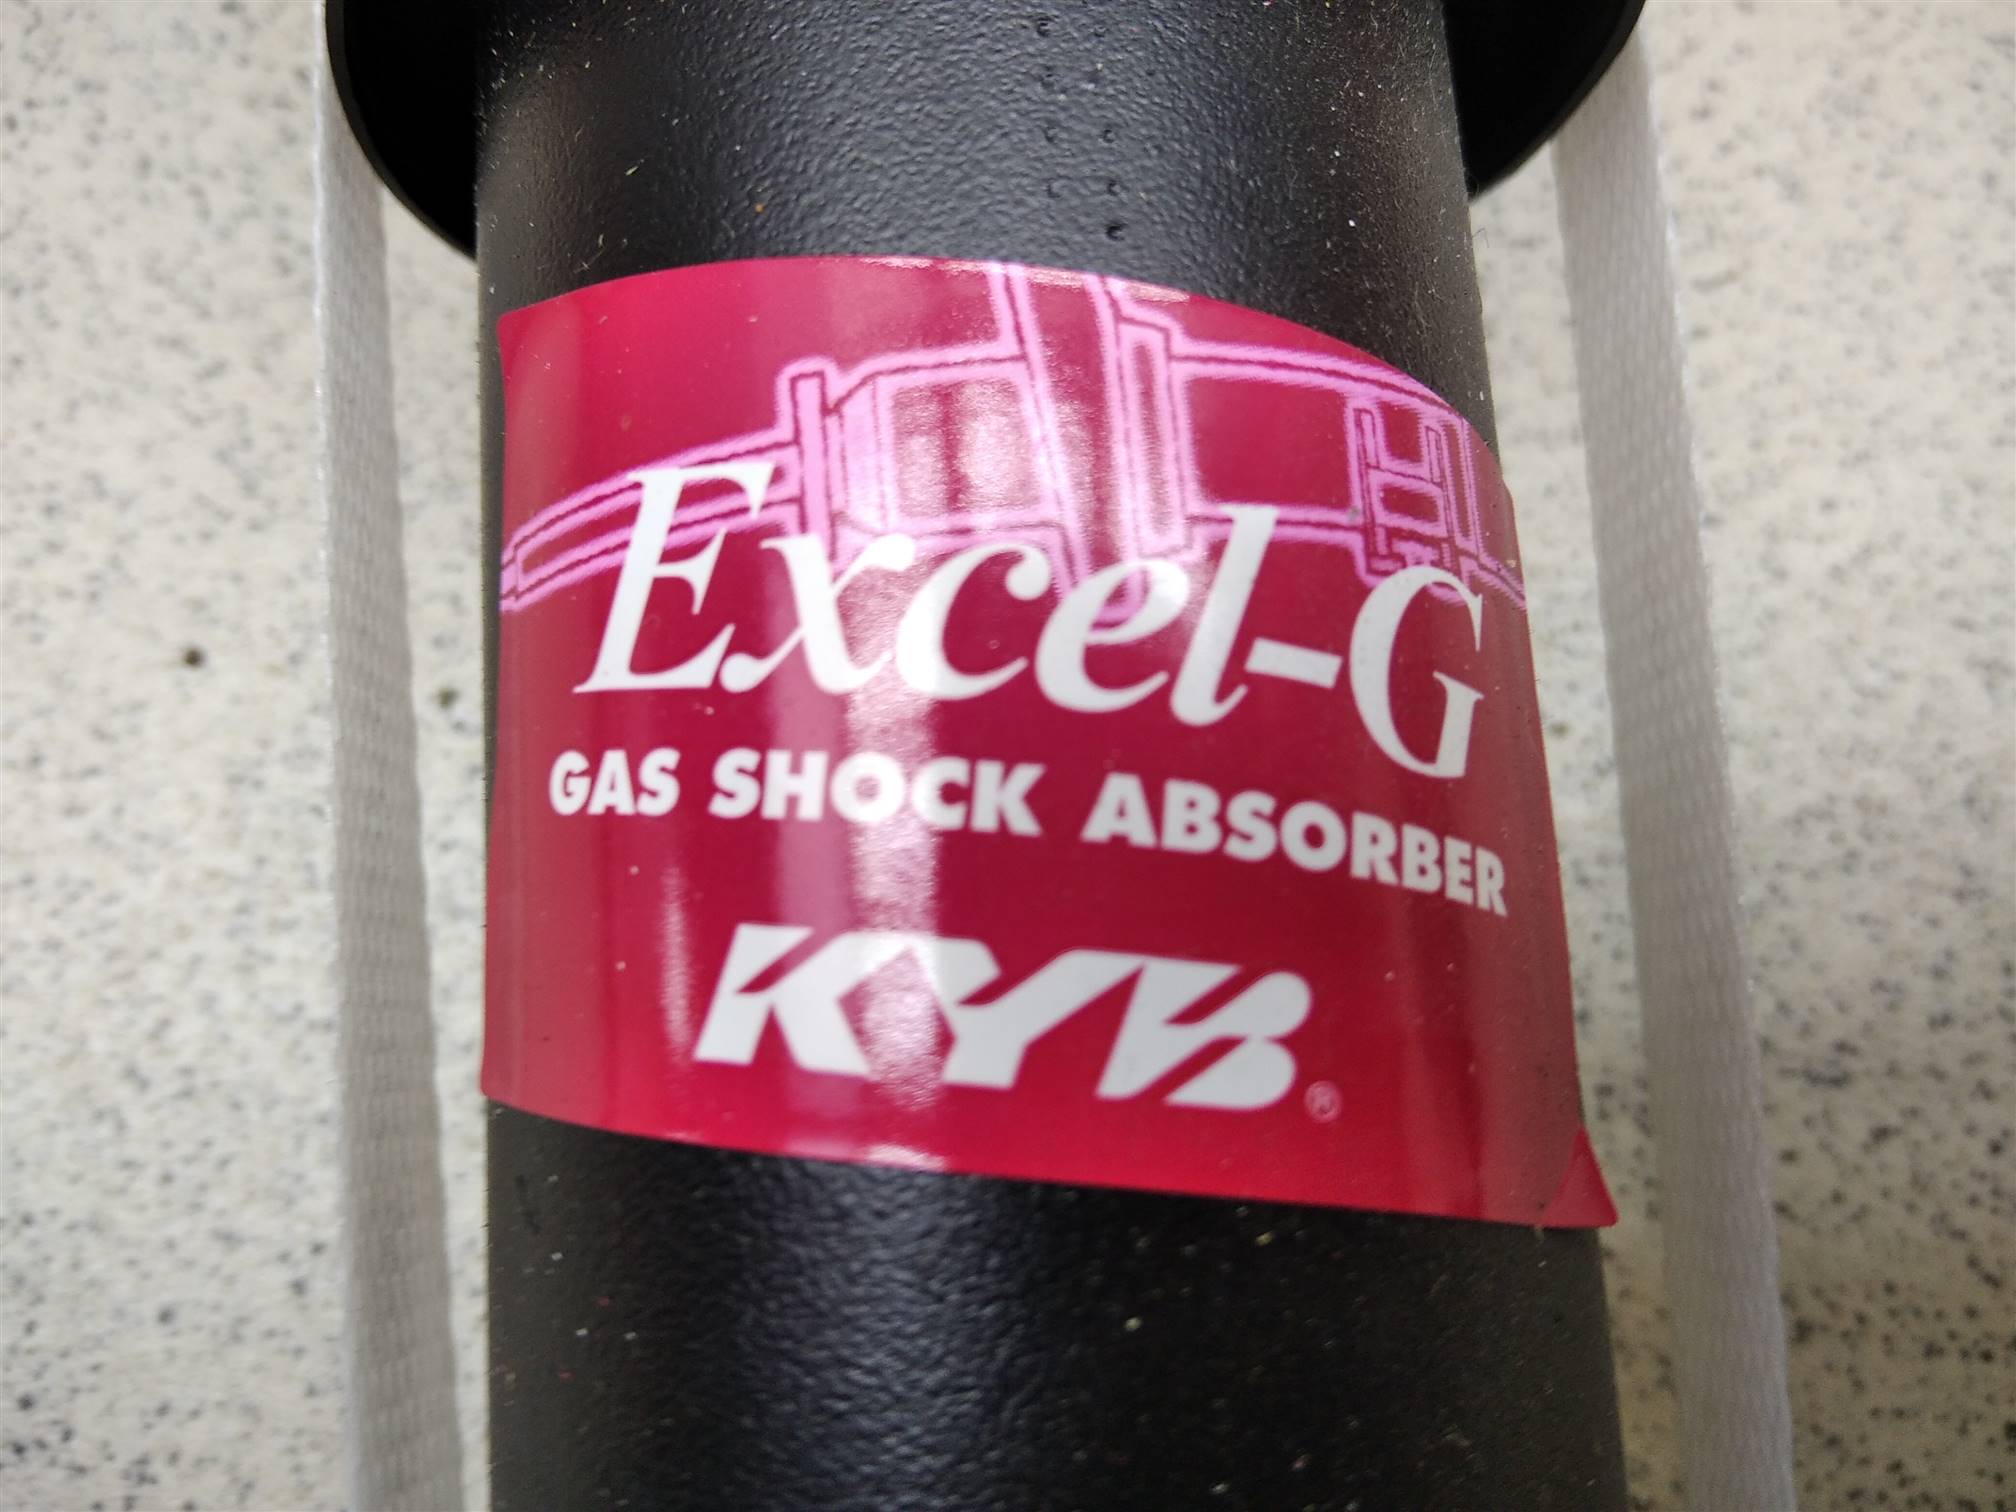 Excel-G
GAS SHOCK ABSORBER
KYB®